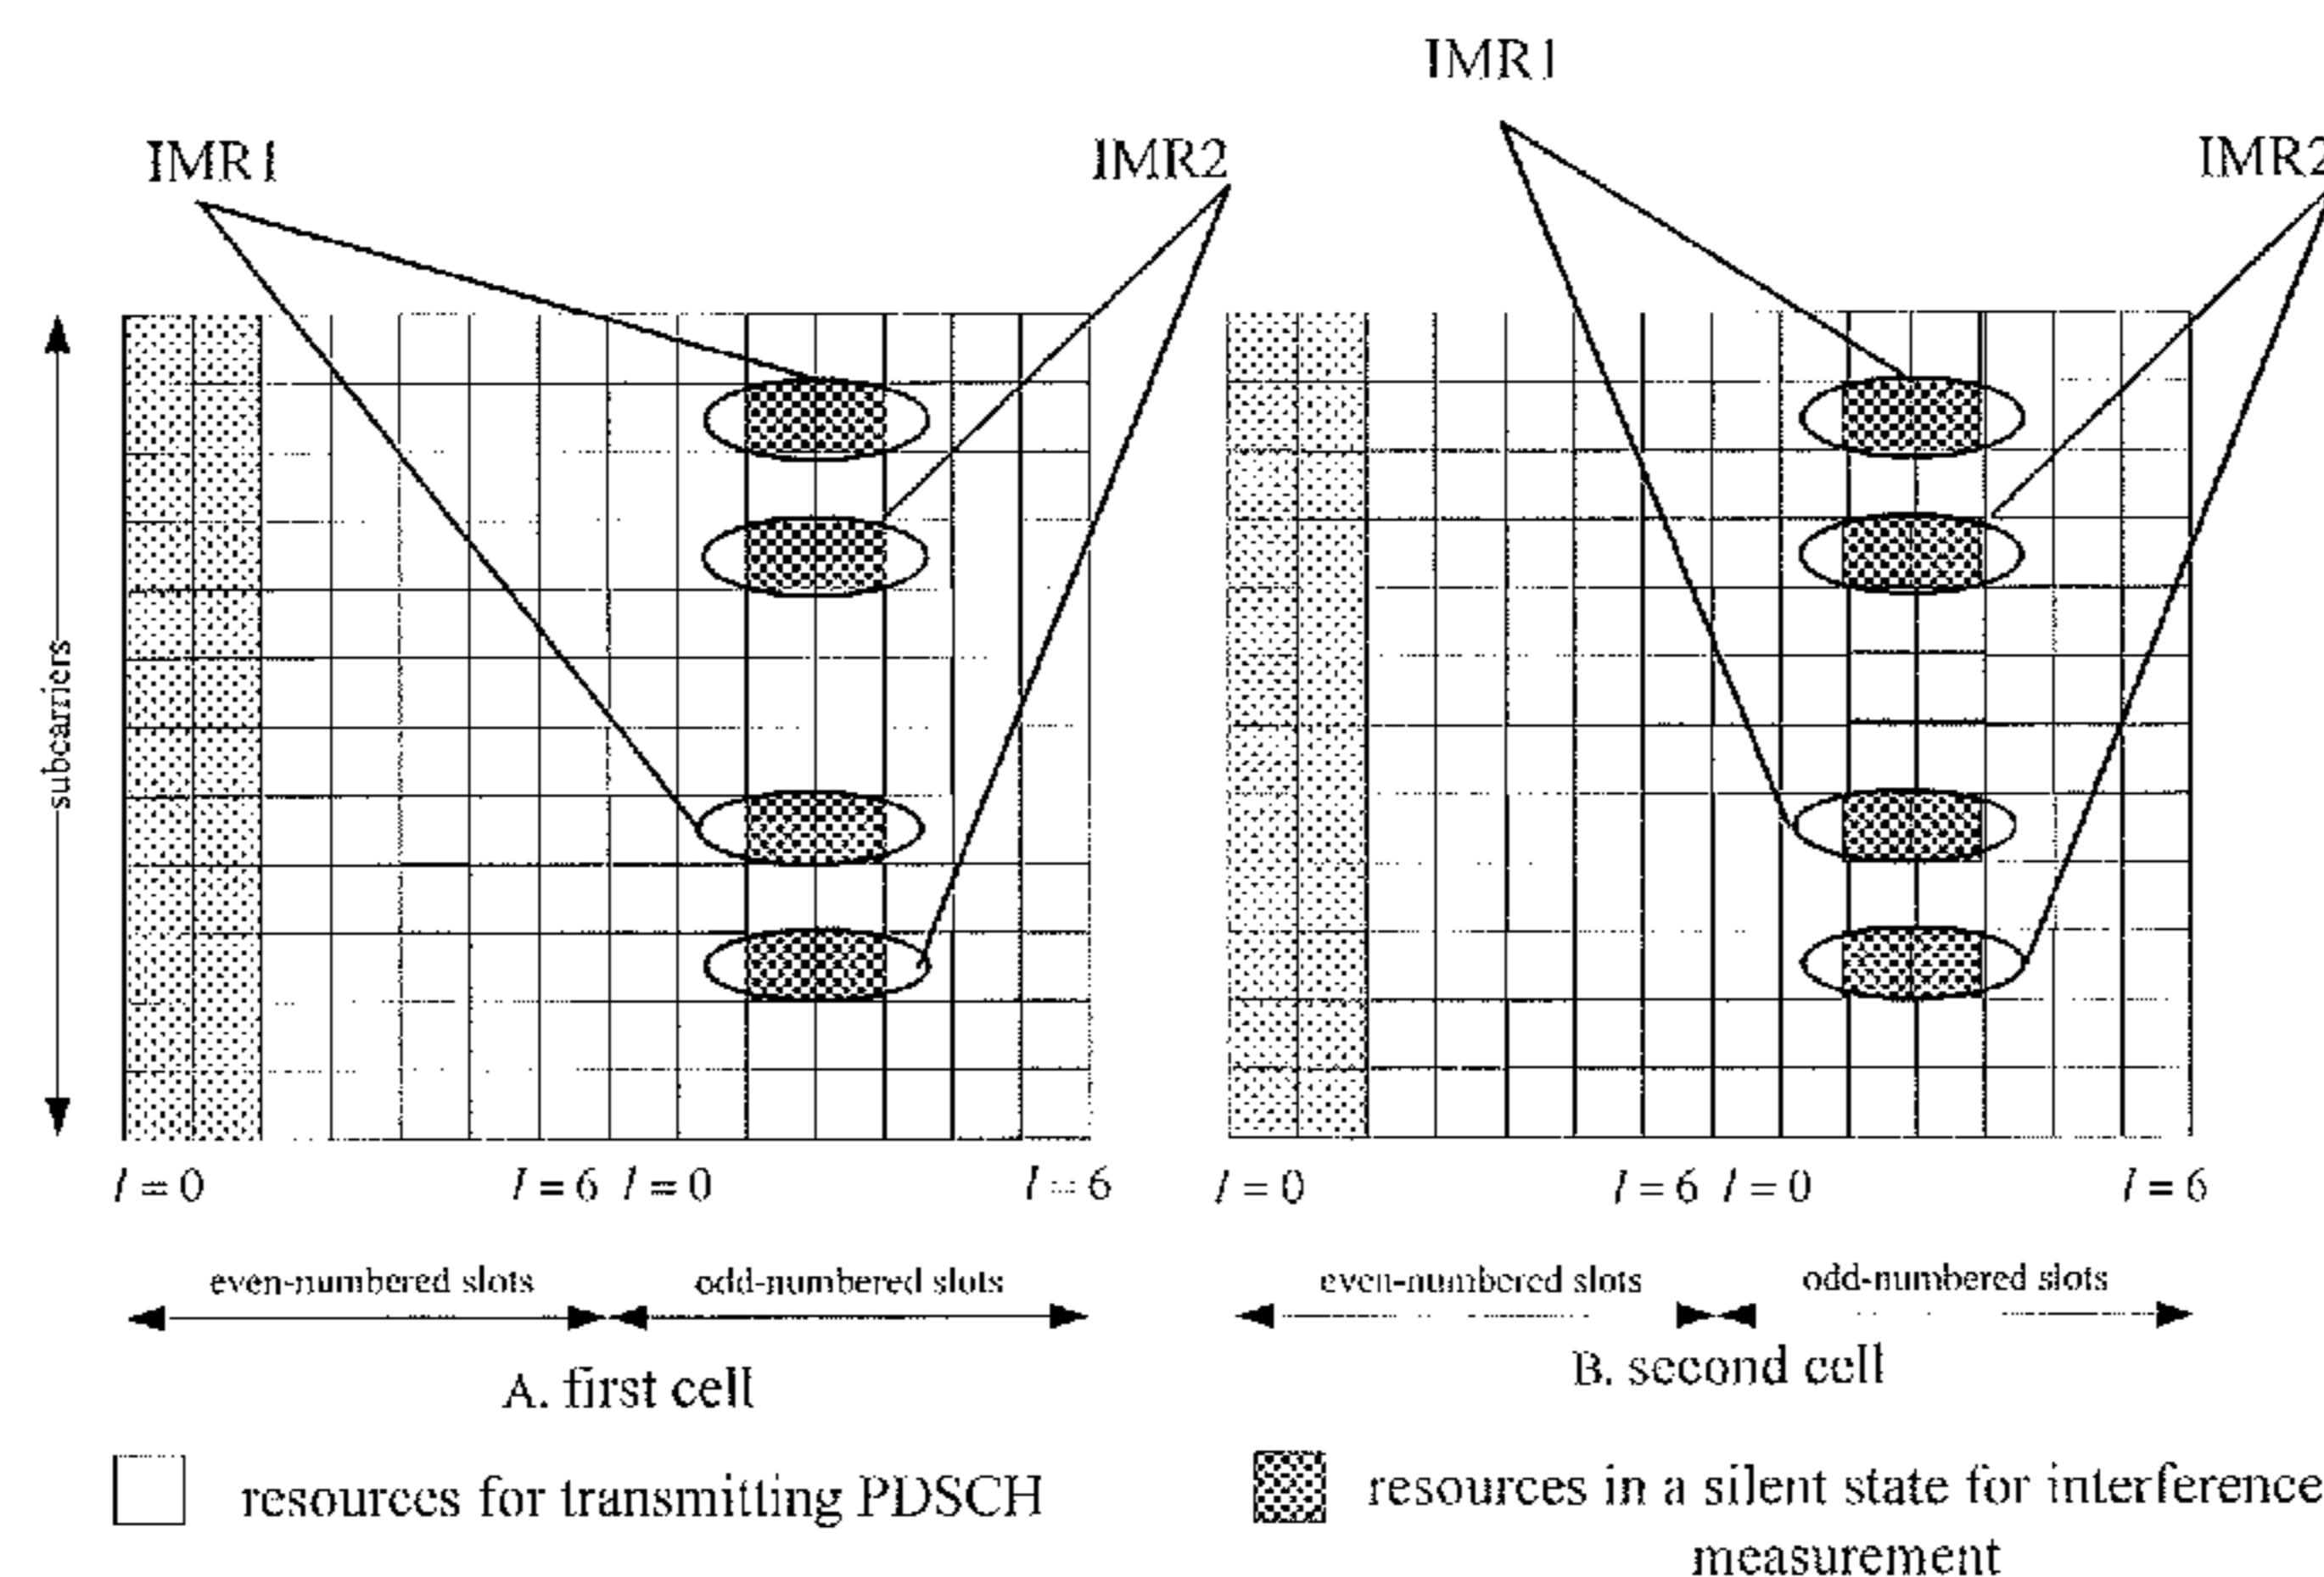 IMR1
IMR1 IMR2 IMR2
subcarriers
l = 0 l = 6 l = 0 l = 6 l = 0 l = 6 l = 0 l = 6
even-numbered slots odd-numbered slots even-numbered slots odd-numbered slots
A. first cell B. second cell
resources for transmitting PDSCH resources in a silent state for interference
measurement